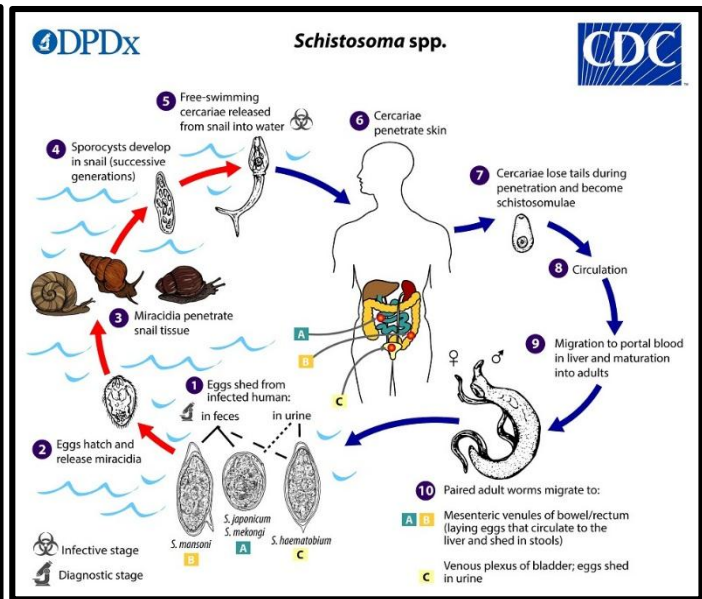 DPDx
Schistosoma spp.
CDC
5 Free-swimming
cercariae released
from snail into water
6 Cercariae
penetrate skin
4 Sporocysts develop
in snail (successive
generations)
7 Cercariae lose tails during
penetration and become
schistosomulae
8 Circulation
3 Miracidia penetrate
snail tissue
A
B
C
9 Migration to portal blood
in liver and maturation
into adults
♀ ♂
1 Eggs shed from
infected human:
in feces
in urine
2 Eggs hatch and
release miracidia
S. mansoni
B
S. japonicum
S. mekongi
A
S. haematobium
C
10 Paired adult worms migrate to:
A B Mesenteric venules of bowel/rectum
(laying eggs that circulate to the
liver and shed in stools)
C Venous plexus of bladder; eggs shed
in urine
Infective stage
Diagnostic stage